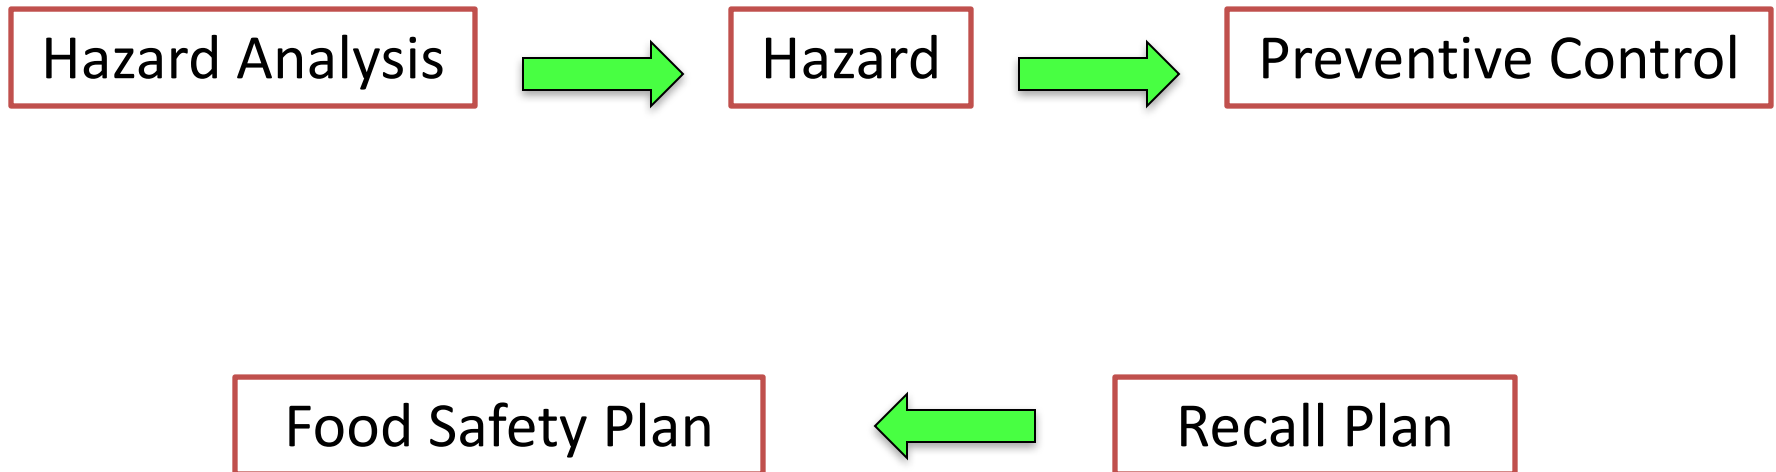 Hazard Analysis
Hazard
Preventive Control
Food Safety Plan
Recall Plan